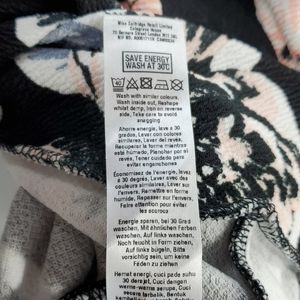 Miss Selfridge Retail Limited
Colegrave House
70 Berners Street London W1T 3NL
SAVE ENERGY
WASH AT 30°C
Wash with similar colours.
Wash inside out, Reshape
whilst damp, Iron on reverse
side, Take care to avoid
snagging
Ahorre energía, lave a 30
grados, Lavar con colores
similares, Lavar del revés,
Recuperar la forma mientras
está húmedo, Planchar por el
revés, Tener cuidado para
evitar enganches
Economisez de l'énergie, lavez
à 30 degrés, Laver avec des
couleurs similaires, Laver sur
l'envers, Remettre en forme
humide, Repasser sur l'envers,
Faire attention pour éviter
les accrocs
Energie sparen, bei 30 Grad
waschen, Mit ähnlichen Farben
waschen, Auf links waschen,
Noch feucht in Form ziehen,
Auf links bügeln, Bitte
vorsichtig sein, um keine
Fäden zu ziehen
Hemat energi, cuci pada suhu
30 derajat, Cuci dengan
warna-warna serupa, Cuci
secara terbalik, Bentuk